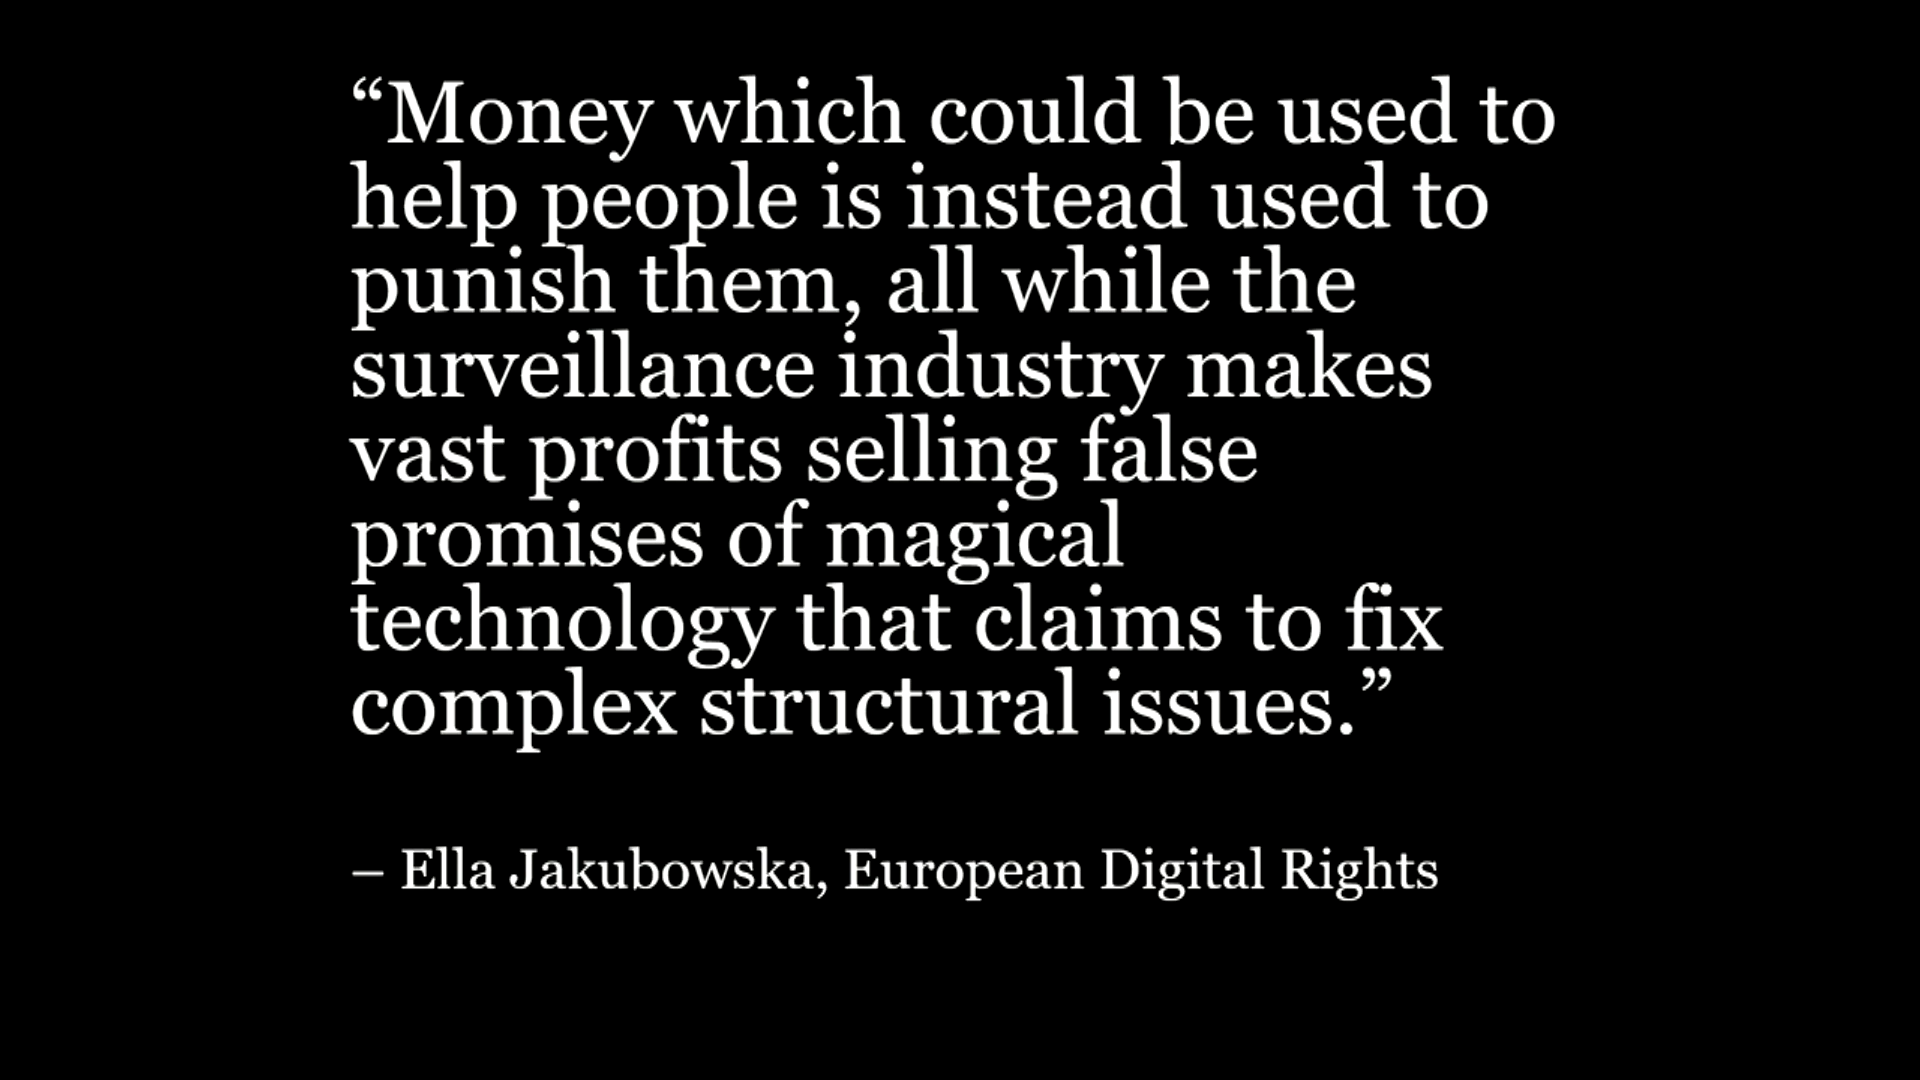 “Money which could be used to
help people is instead used to
punish them, all while the
surveillance industry makes
vast profits selling false
promises of magical
technology that claims to fix
complex structural issues.”
– Ella Jakubowska, European Digital Rights